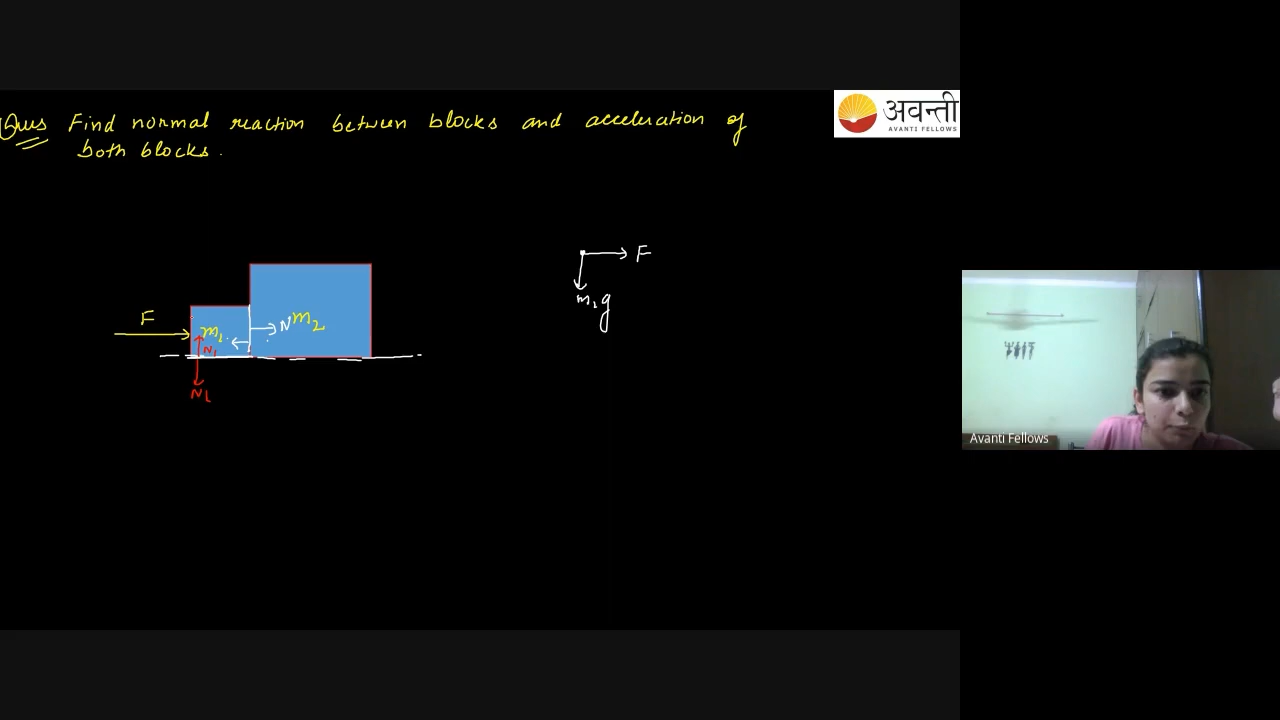 Ques Find normal reaction between blocks and acceleration of
both blocks.
अवन्ती
AVANTI FELLOWS
F
m₁g
F
m₁
N
m₂
N₁
N₁
Avanti Fellows